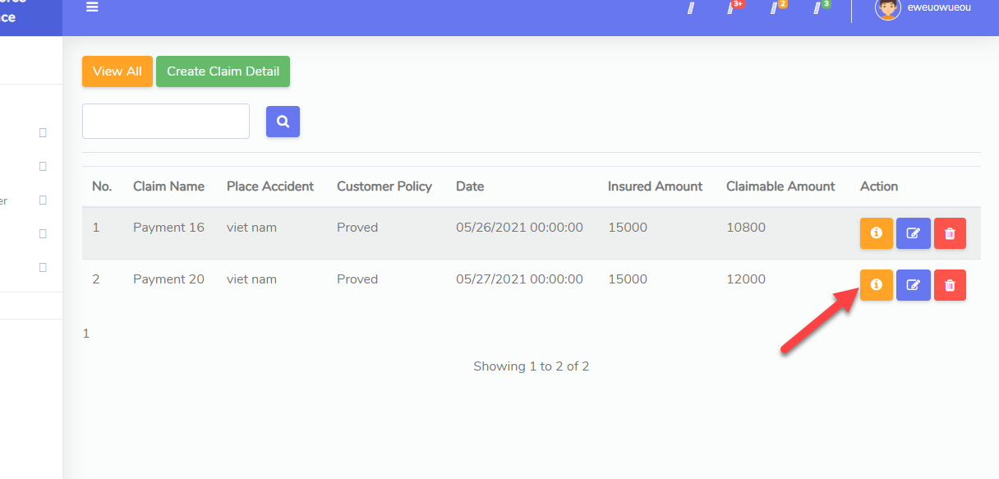 ce
3+
2
3
eweuowueou
View All
Create Claim Detail
er
No. Claim Name Place Accident Customer Policy Date Insured Amount Claimable Amount Action
1 Payment 16 viet nam Proved 05/26/2021 00:00:00 15000 10800
2 Payment 20 viet nam Proved 05/27/2021 00:00:00 15000 12000
1
Showing 1 to 2 of 2